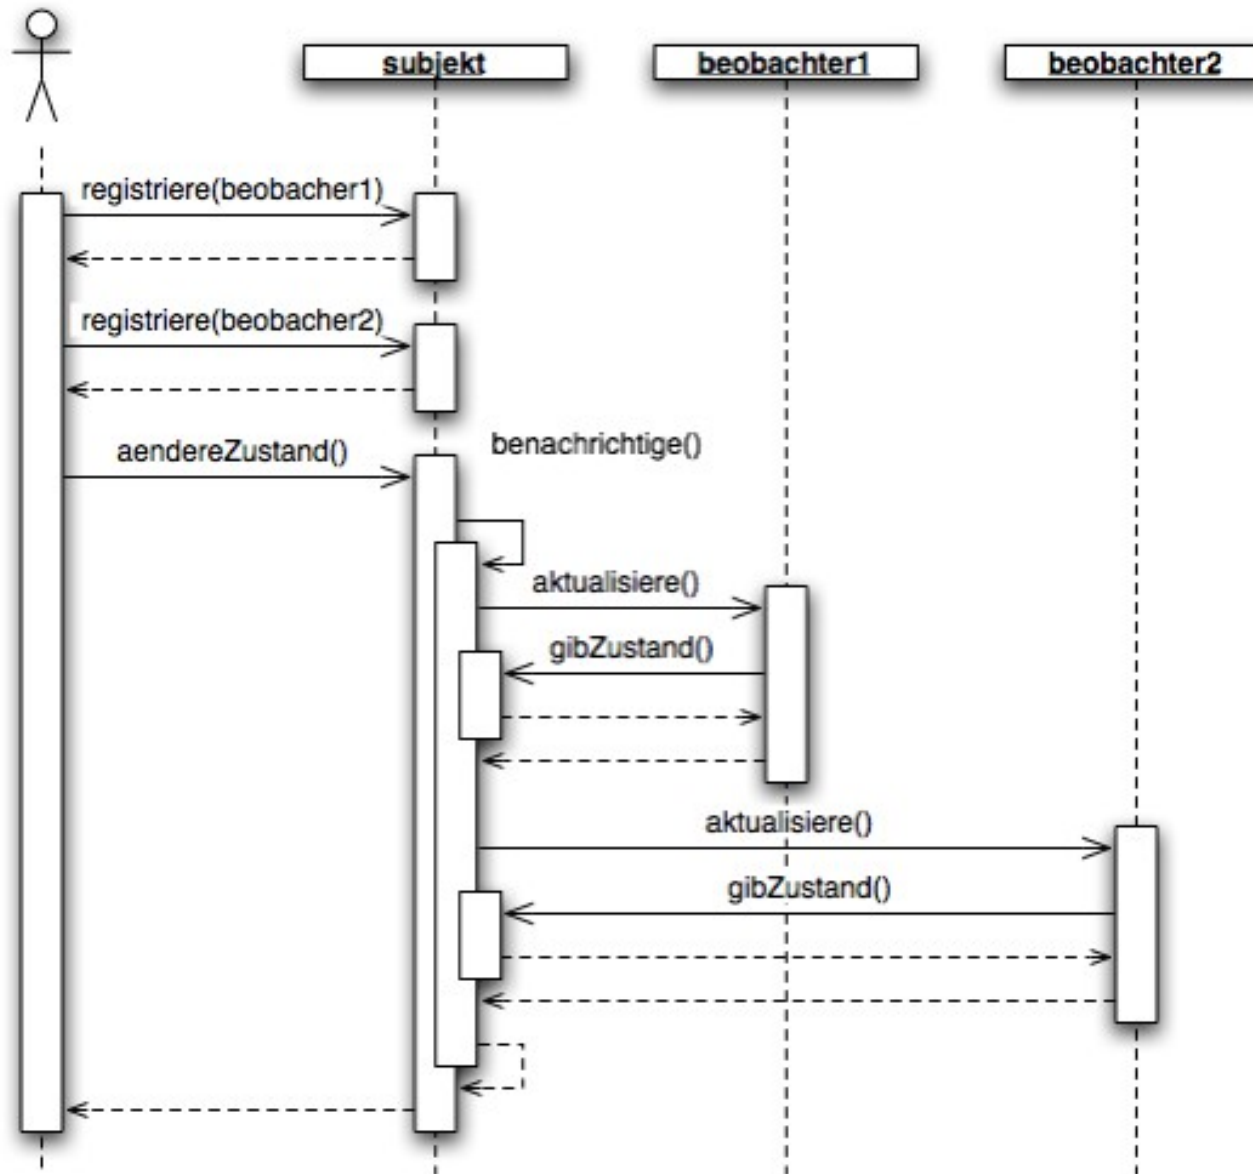 subjekt
beobachter1
beobachter2
registriere(beobacher1)
registriere(beobacher2)
aendereZustand()
benachrichtige()
aktualisiere()
gibZustand()
aktualisiere()
gibZustand()